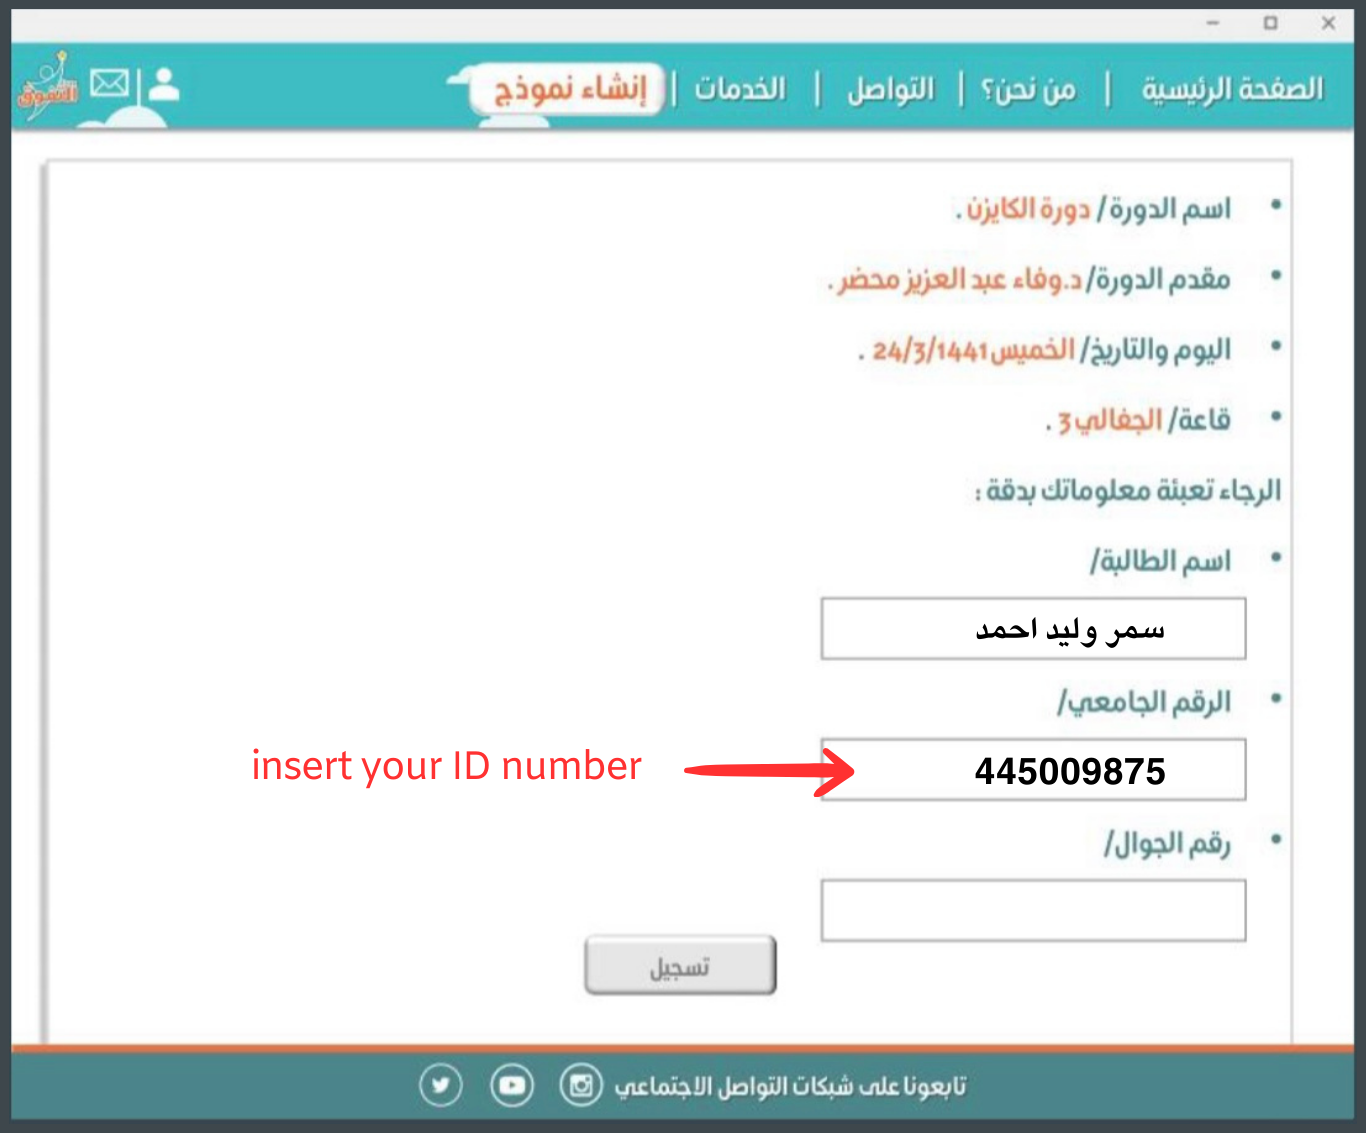 الصفحة الرئيسية | من نحن؟ | التواصل | الخدمات | إنشاء نموذج
التسوق
• اسم الدورة/ دورة الكايزن .
• مقدم الدورة/ د.وفاء عبد العزيز محضر .
• اليوم والتاريخ/ الخميس 24/3/1441 .
• قاعة/ الجفالي 3 .
الرجاء تعبئة معلوماتك بدقة :
• اسم الطالبة/
سمر وليد احمد
• الرقم الجامعي/
445009875
insert your ID number
• رقم الجوال/
تسجيل
تابعونا على شبكات التواصل الاجتماعي